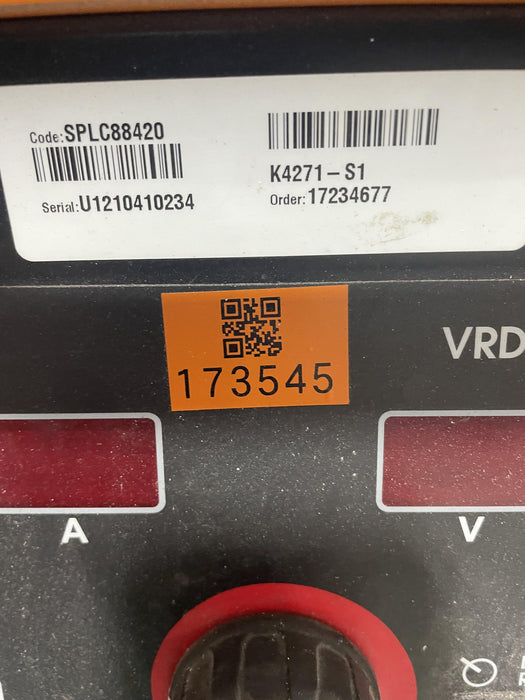 Code:SPLC88420
K4271-S1
Serial:U1210410234
Order:17234677
VRD
173545
A
V